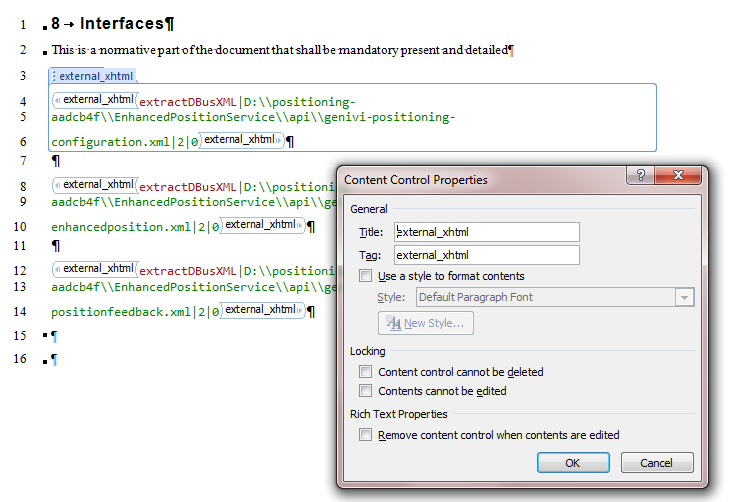 1 8→ Interfaces¶
2 This·is·a·normative·part·of·the·document·that·shall·be·mandatory·present·and·detailed¶
3 external_xhtml
4 external_xhtml extractDBusXML|D:\\positioning-
5 aadcb4f\\EnhancedPositionService\\api\\genivi-positioning-
6 configuration.xml|2|0 external_xhtml ¶
7 ¶
8 external_xhtml extractDBusXML|D:\\positioni
9 aadcb4f\\EnhancedPositionService\\api\\ge
10 enhancedposition.xml|2|0 external_xhtml ¶
11 ¶
12 external_xhtml extractDBusXML|D:\\positioni
13 aadcb4f\\EnhancedPositionService\\api\\ge
14 positionfeedback.xml|2|0 external_xhtml ¶
15 ¶
16 ¶
Content Control Properties
General
Title: external_xhtml
Tag: external_xhtml
Use a style to format contents
Style: Default Paragraph Font
New Style...
Locking
Content control cannot be deleted
Contents cannot be edited
Rich Text Properties
Remove content control when contents are edited
OK Cancel